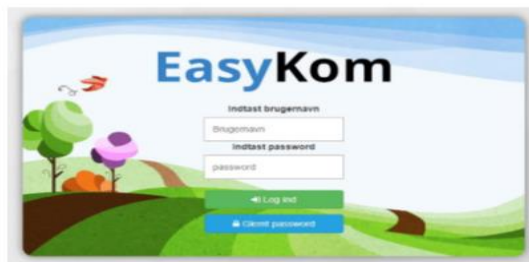 EasyKom
Indtast brugernavn
Brugernavn
Indtast password
password
Log ind
Glemt password